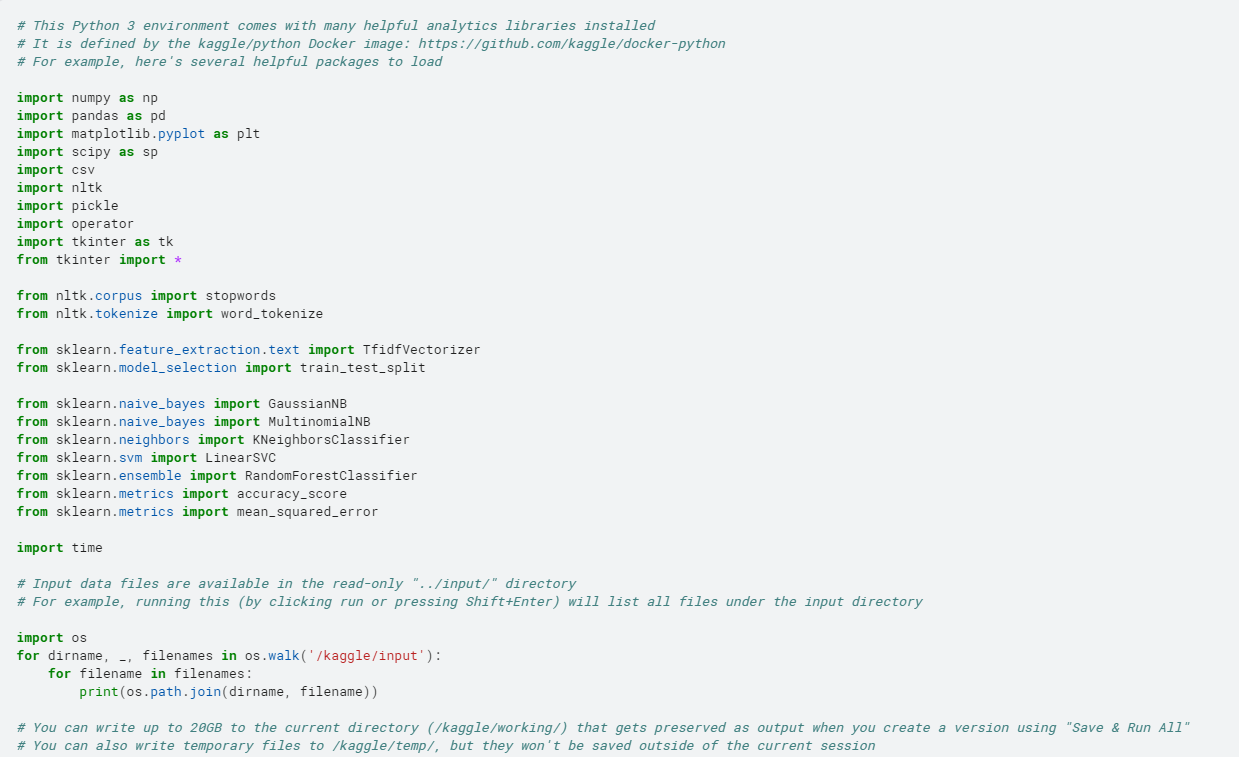 # This Python 3 environment comes with many helpful analytics libraries installed
# It is defined by the kaggle/python Docker image: https://github.com/kaggle/docker-python
# For example, here's several helpful packages to load
import numpy as np
import pandas as pd
import matplotlib.pyplot as plt
import scipy as sp
import csv
import nltk
import pickle
import operator
import tkinter as tk
from tkinter import *
from nltk.corpus import stopwords
from nltk.tokenize import word_tokenize
from sklearn.feature_extraction.text import TfidfVectorizer
from sklearn.model_selection import train_test_split
from sklearn.naive_bayes import GaussianNB
from sklearn.naive_bayes import MultinomialNB
from sklearn.neighbors import KNeighborsClassifier
from sklearn.svm import LinearSVC
from sklearn.ensemble import RandomForestClassifier
from sklearn.metrics import accuracy_score
from sklearn.metrics import mean_squared_error
import time
# Input data files are available in the read-only "../input/" directory
# For example, running this (by clicking run or pressing Shift+Enter) will list all files under the input directory
import os
for dirname, _, filenames in os.walk('/kaggle/input'):
    for filename in filenames:
        print(os.path.join(dirname, filename))
# You can write up to 20GB to the current directory (/kaggle/working/) that gets preserved as output when you create a version using "Save & Run All"
# You can also write temporary files to /kaggle/temp/, but they won't be saved outside of the current session